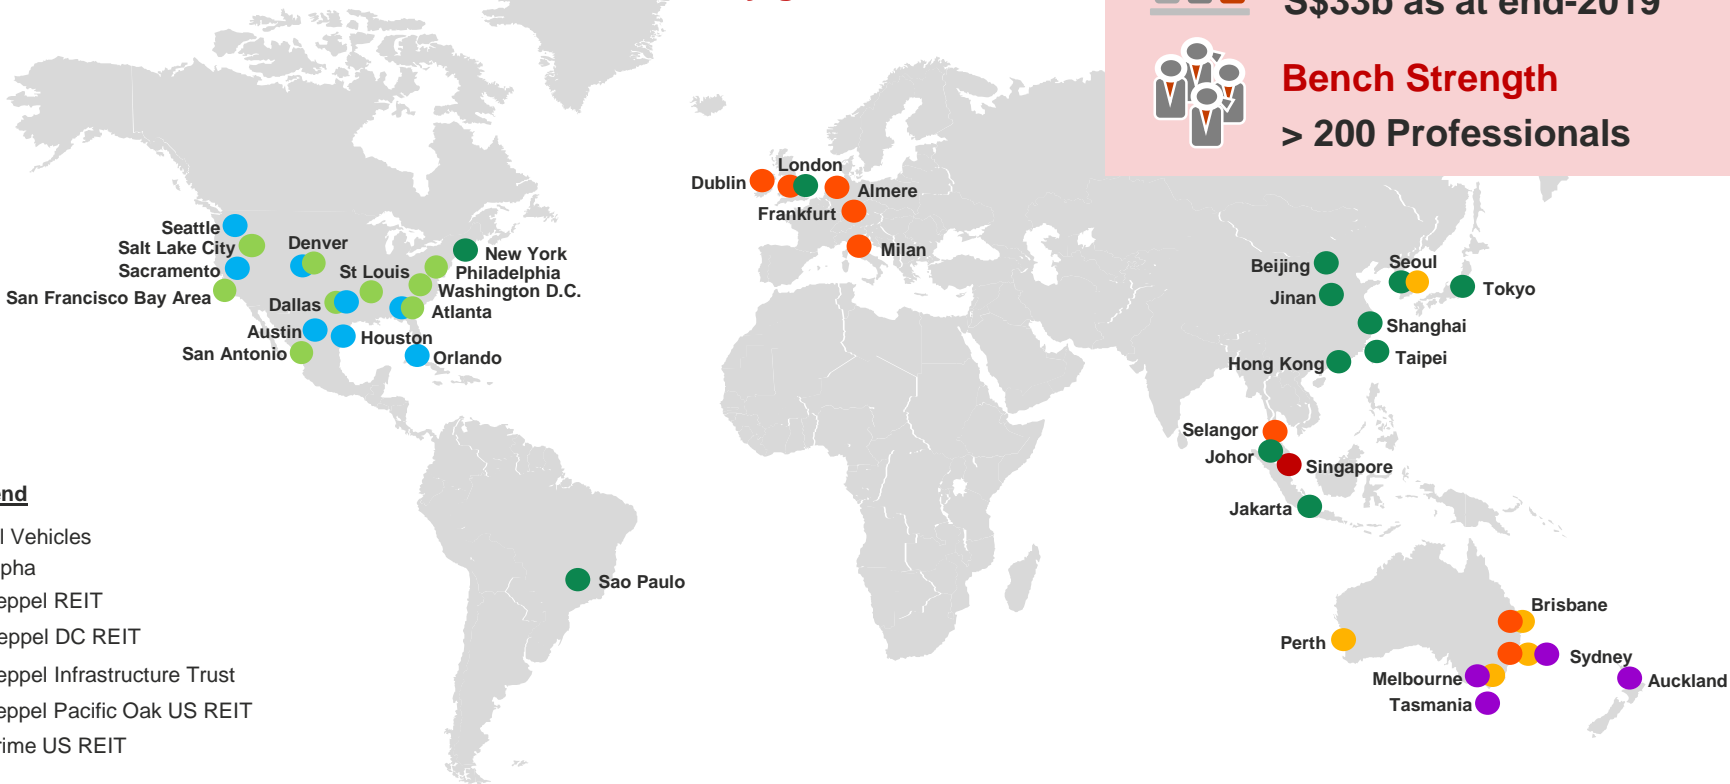 S$33b as at end-2019
Bench Strength
> 200 Professionals
London
Dublin
Almere
Frankfurt
Milan
Seattle
Salt Lake City
Denver
New York
Sacramento
St Louis
Philadelphia
San Francisco Bay Area
Washington D.C.
Dallas
Atlanta
Austin
Houston
San Antonio
Orlando
Beijing
Seoul
Jinan
Tokyo
Shanghai
Hong Kong
Taipei
Selangor
Johor
Singapore
Jakarta
Sao Paulo
Brisbane
Perth
Sydney
Melbourne
Auckland
Tasmania
end
l Vehicles
pha
eppel REIT
eppel DC REIT
eppel Infrastructure Trust
eppel Pacific Oak US REIT
rime US REIT